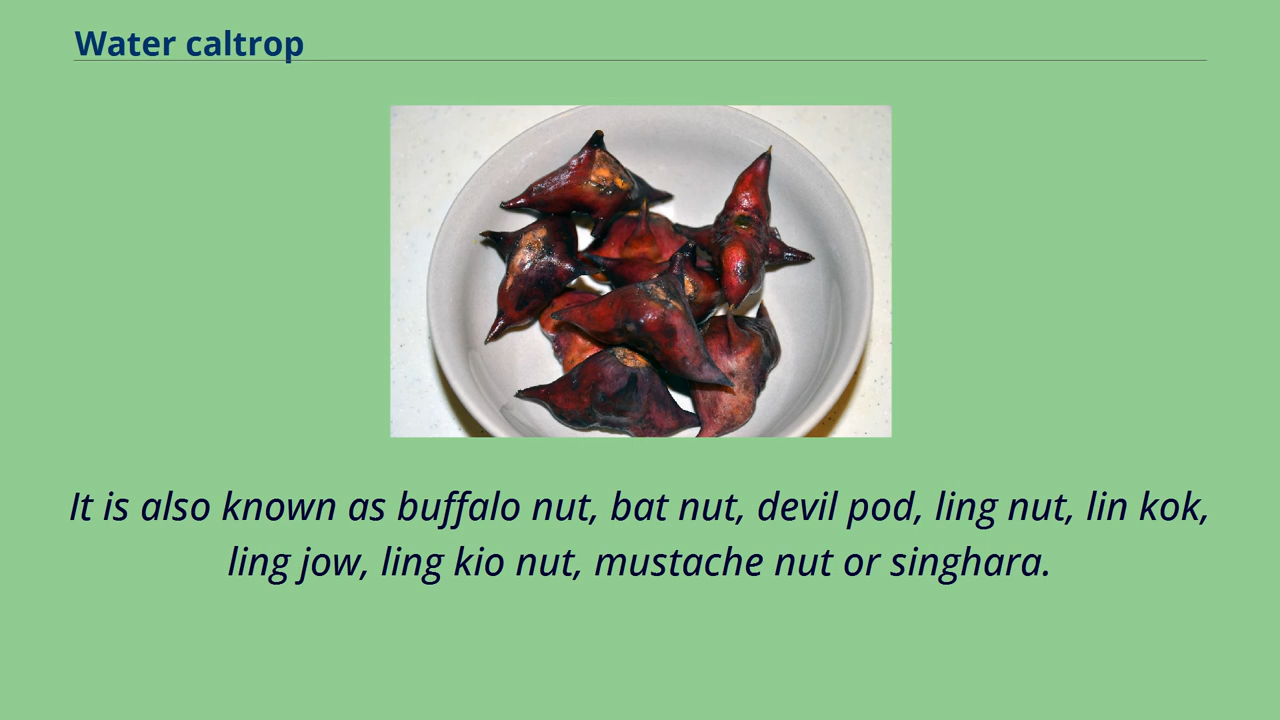 Water caltrop
It is also known as buffalo nut, bat nut, devil pod, ling nut, lin kok,
ling jow, ling kio nut, mustache nut or singhara.